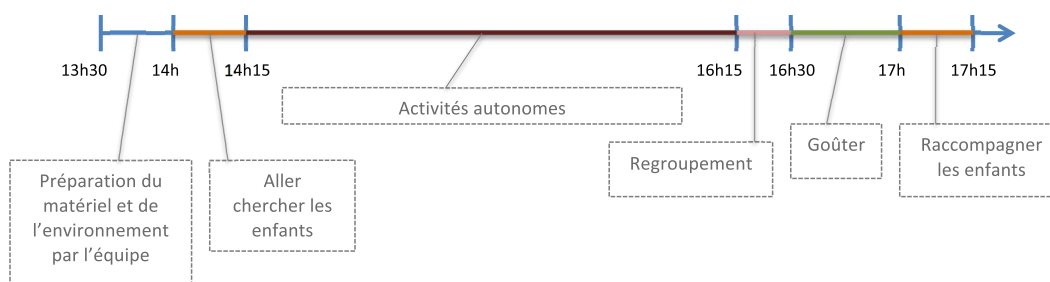 13h30 14h 14h15 16h15 16h30 17h 17h15
Activités autonomes
Préparation du
matériel et de
l’environnement
par l’équipe
Aller
chercher les
enfants
Regroupement
Goûter
Raccompagner
les enfants